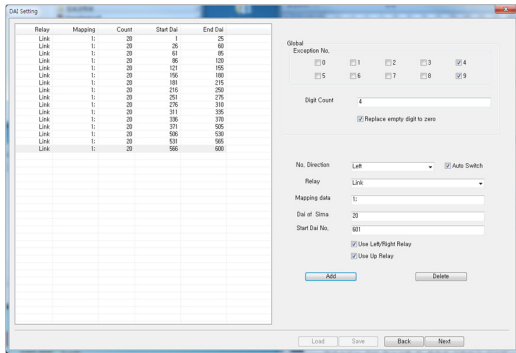 DAI Setting
Relay Mapping Count Start Dai End Dai
Link 1; 20 1 25
Link 1; 20 26 60
Link 1; 20 61 85
Link 1; 20 86 120
Link 1; 20 121 155
Link 1; 20 156 180
Link 1; 20 181 215
Link 1; 20 216 250
Link 1; 20 251 275
Link 1; 20 276 310
Link 1; 20 311 335
Link 1; 20 336 370
Link 1; 20 371 505
Link 1; 20 506 530
Link 1; 20 531 565
Link 1; 20 566 600
Global
Exception No.
0 1 2 3 4
5 6 7 8 9
Digit Count 4
Replace empty digit to zero
No. Direction Left Auto Switch
Relay Link
Mapping data 1;
Dai of Sima 20
Start Dai No. 601
Use Left/Right Relay
Use Up Relay
Add Delete
Load Save Back Next